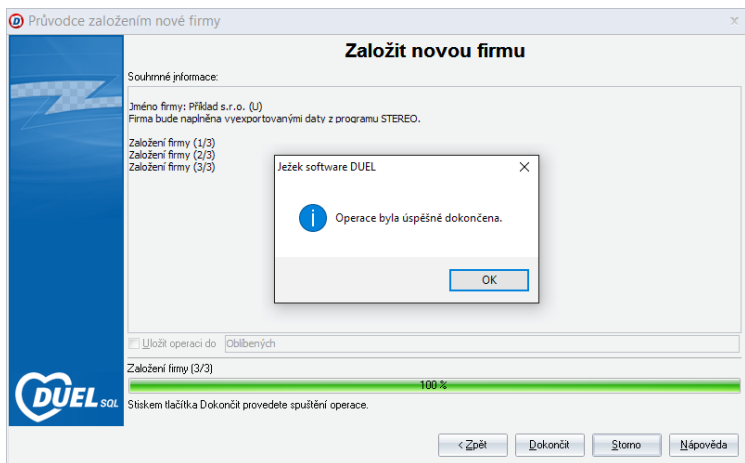 Průvodce založením nové firmy
Založit novou firmu
Souhrnné informace:
Jméno firmy: Příklad s.r.o. (U)
Firma bude naplněna vyexportovanými daty z programu STEREO.
Založení firmy (1/3)
Založení firmy (2/3)
Založení firmy (3/3)
Ježek software DUEL
Operace byla úspěšně dokončena.
OK
Uložit operaci do Oblíbených
Založení firmy (3/3)
100 %
Stiskem tlačítka Dokončit provedete spuštění operace.
DUEL SQL
< Zpět Dokončit Storno Nápověda